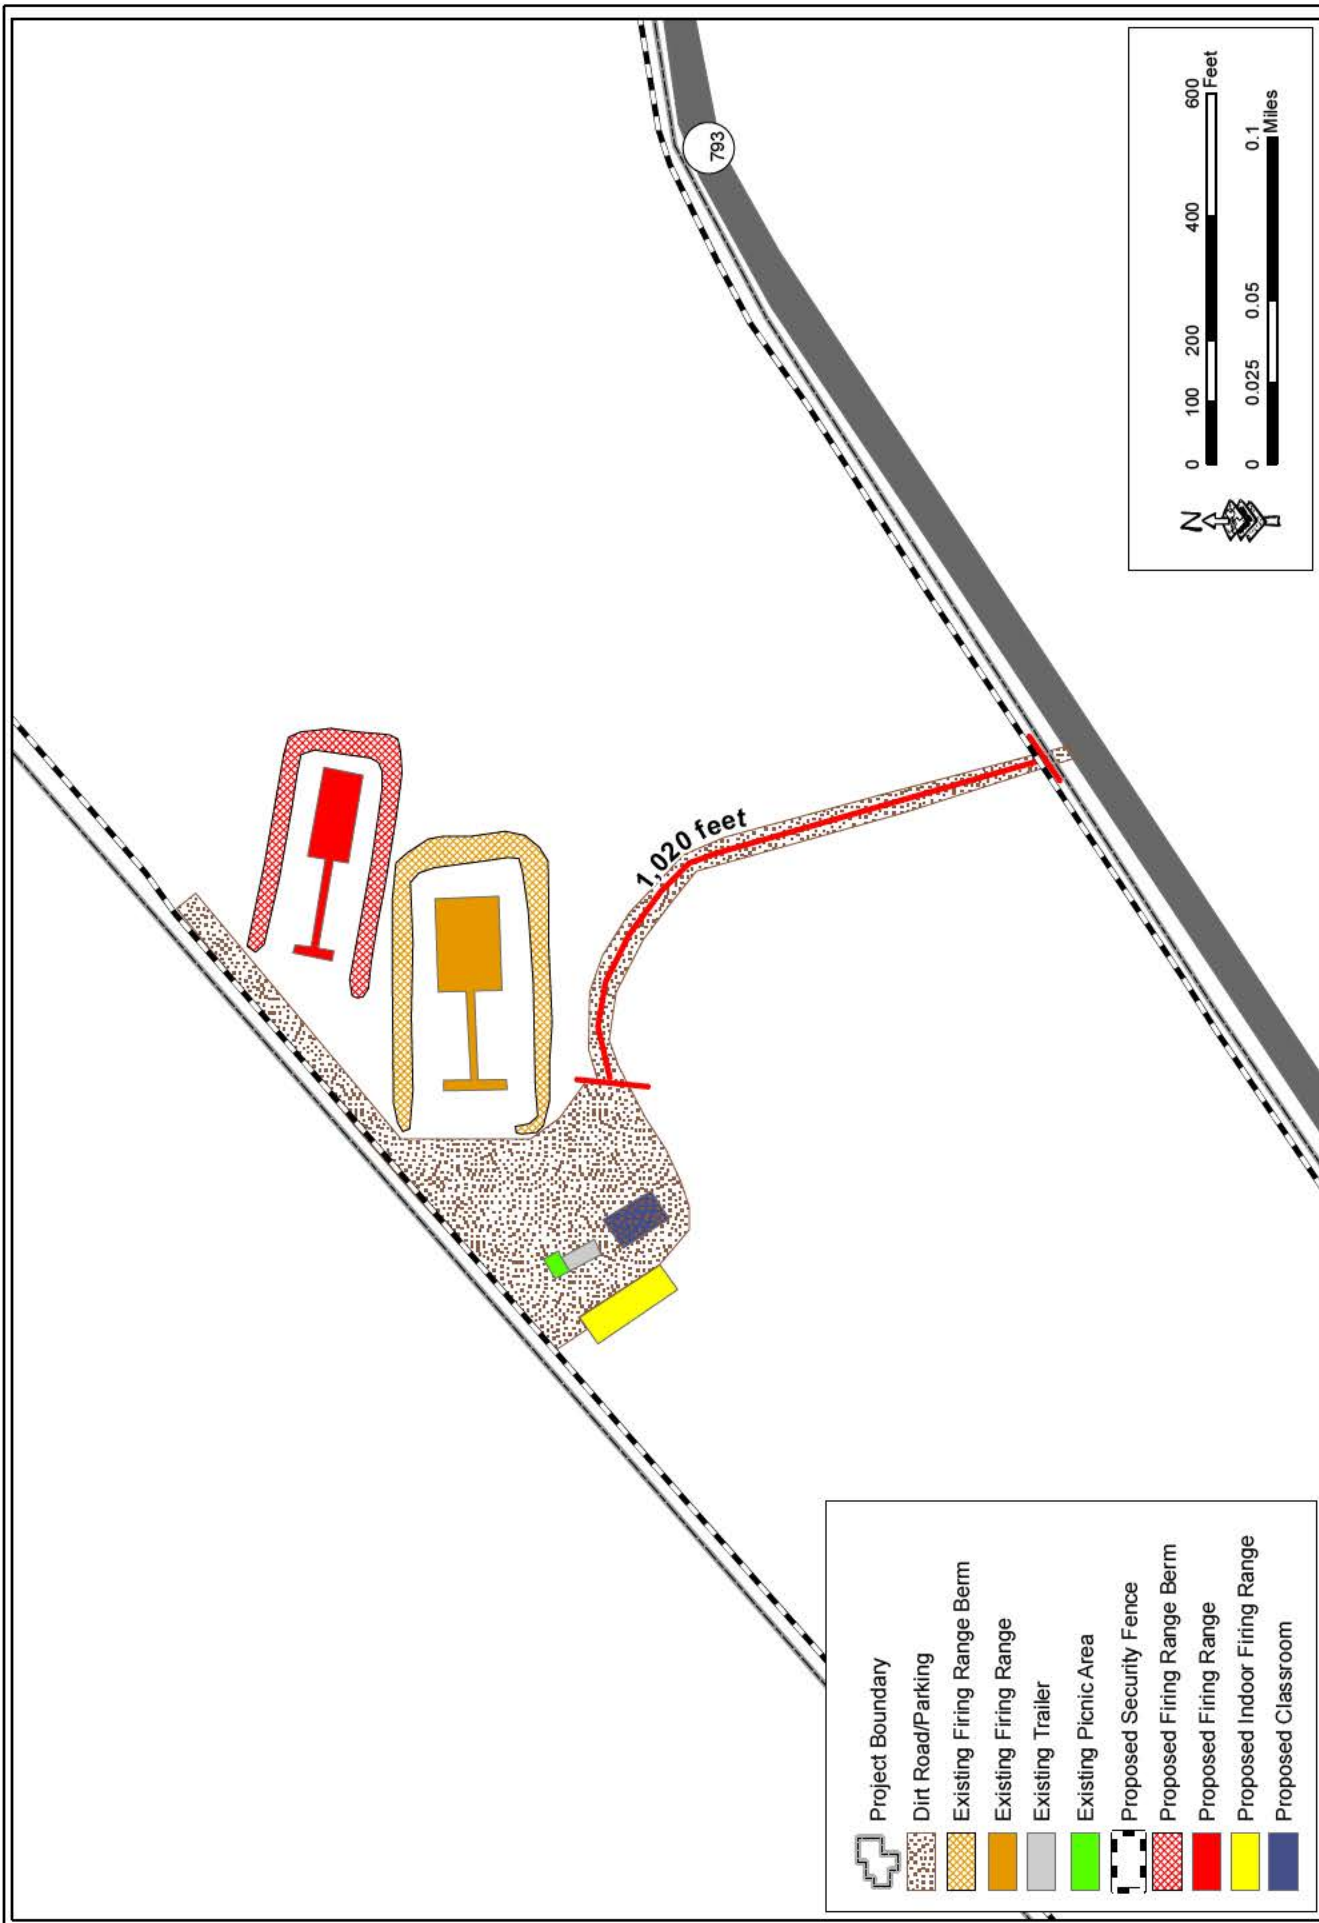 793
1,020 feet
N
0 100 200 400 600
Feet
0 0.025 0.05 0.1
Miles
Project Boundary
Dirt Road/Parking
Existing Firing Range Berm
Existing Firing Range
Existing Trailer
Existing Picnic Area
Proposed Security Fence
Proposed Firing Range Berm
Proposed Firing Range
Proposed Indoor Firing Range
Proposed Classroom